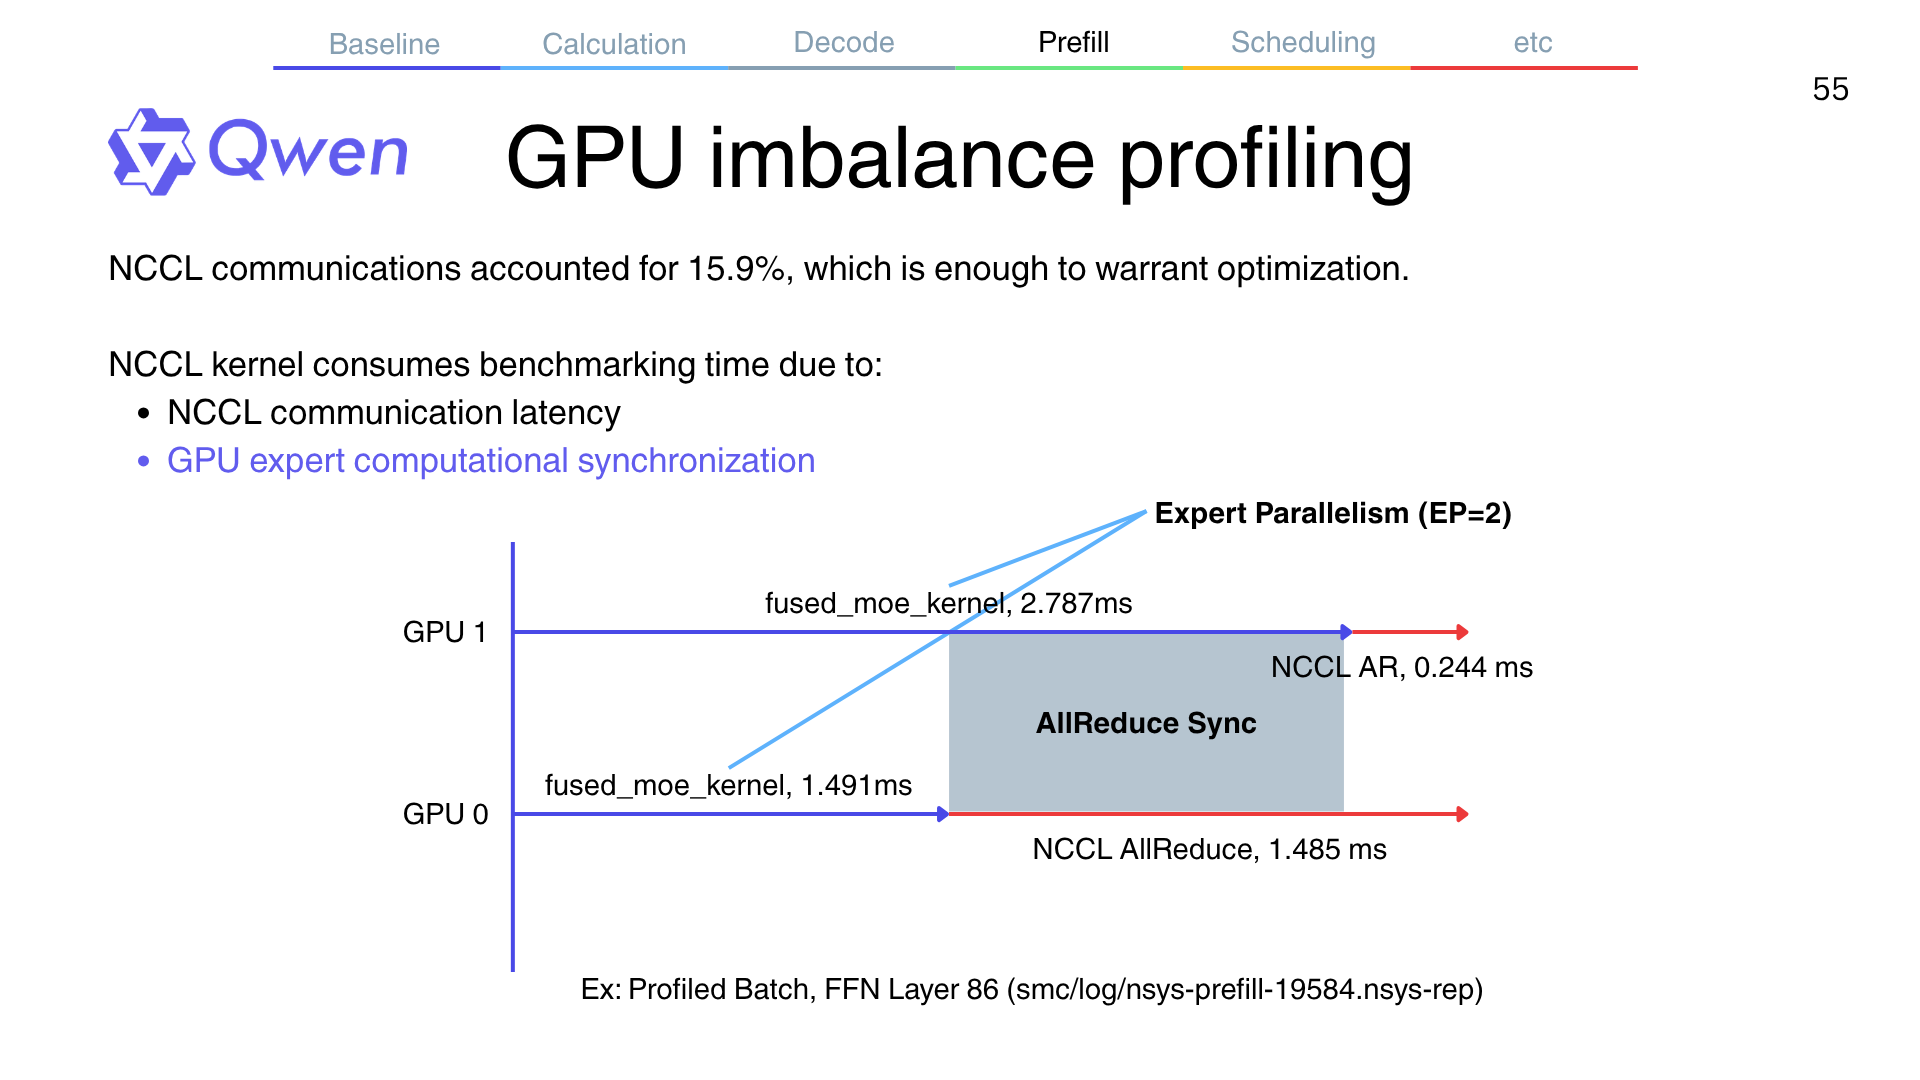 Baseline Calculation Decode Prefill Scheduling etc
55
Qwen
GPU imbalance profiling
NCCL communications accounted for 15.9%, which is enough to warrant optimization.
NCCL kernel consumes benchmarking time due to:
• NCCL communication latency
• GPU expert computational synchronization
Expert Parallelism (EP=2)
fused_moe_kernel, 2.787ms
GPU 1
NCCL AR, 0.244 ms
AllReduce Sync
fused_moe_kernel, 1.491ms
GPU 0
NCCL AllReduce, 1.485 ms
Ex: Profiled Batch, FFN Layer 86 (smc/log/nsys-prefill-19584.nsys-rep)